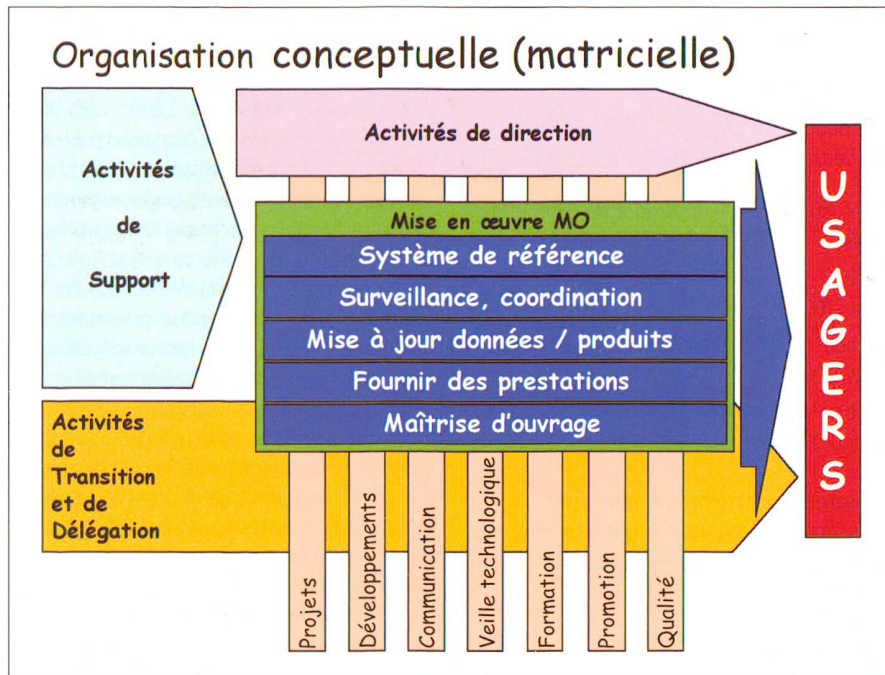 Organisation conceptuelle (matricielle)
Activités de direction
Activités
de
Support
Mise en œuvre MO
Système de référence
Surveillance, coordination
Mise à jour données / produits
Fournir des prestations
Maîtrise d'ouvrage
Activités
de
Transition
et de
Délégation
Projets
Développements
Communication
Veille technologique
Formation
Promotion
Qualité
USAGERS